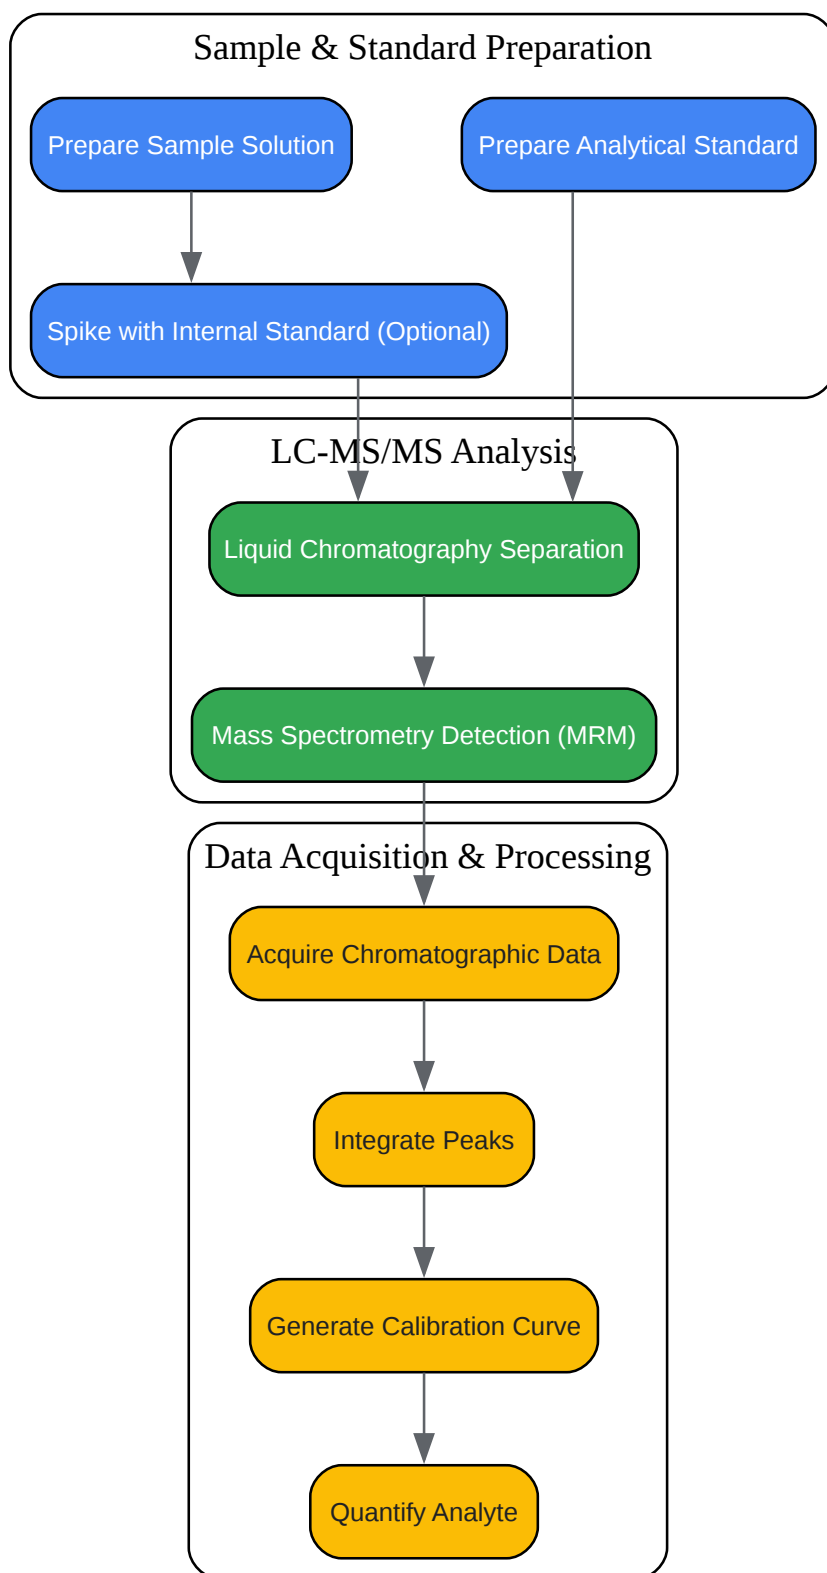 Sample & Standard Preparation
Prepare Sample Solution
Prepare Analytical Standard
Spike with Internal Standard (Optional)
LC-MS/MS Analysis
Liquid Chromatography Separation
Mass Spectrometry Detection (MRM)
Data Acquisition & Processing
Acquire Chromatographic Data
Integrate Peaks
Generate Calibration Curve
Quantify Analyte